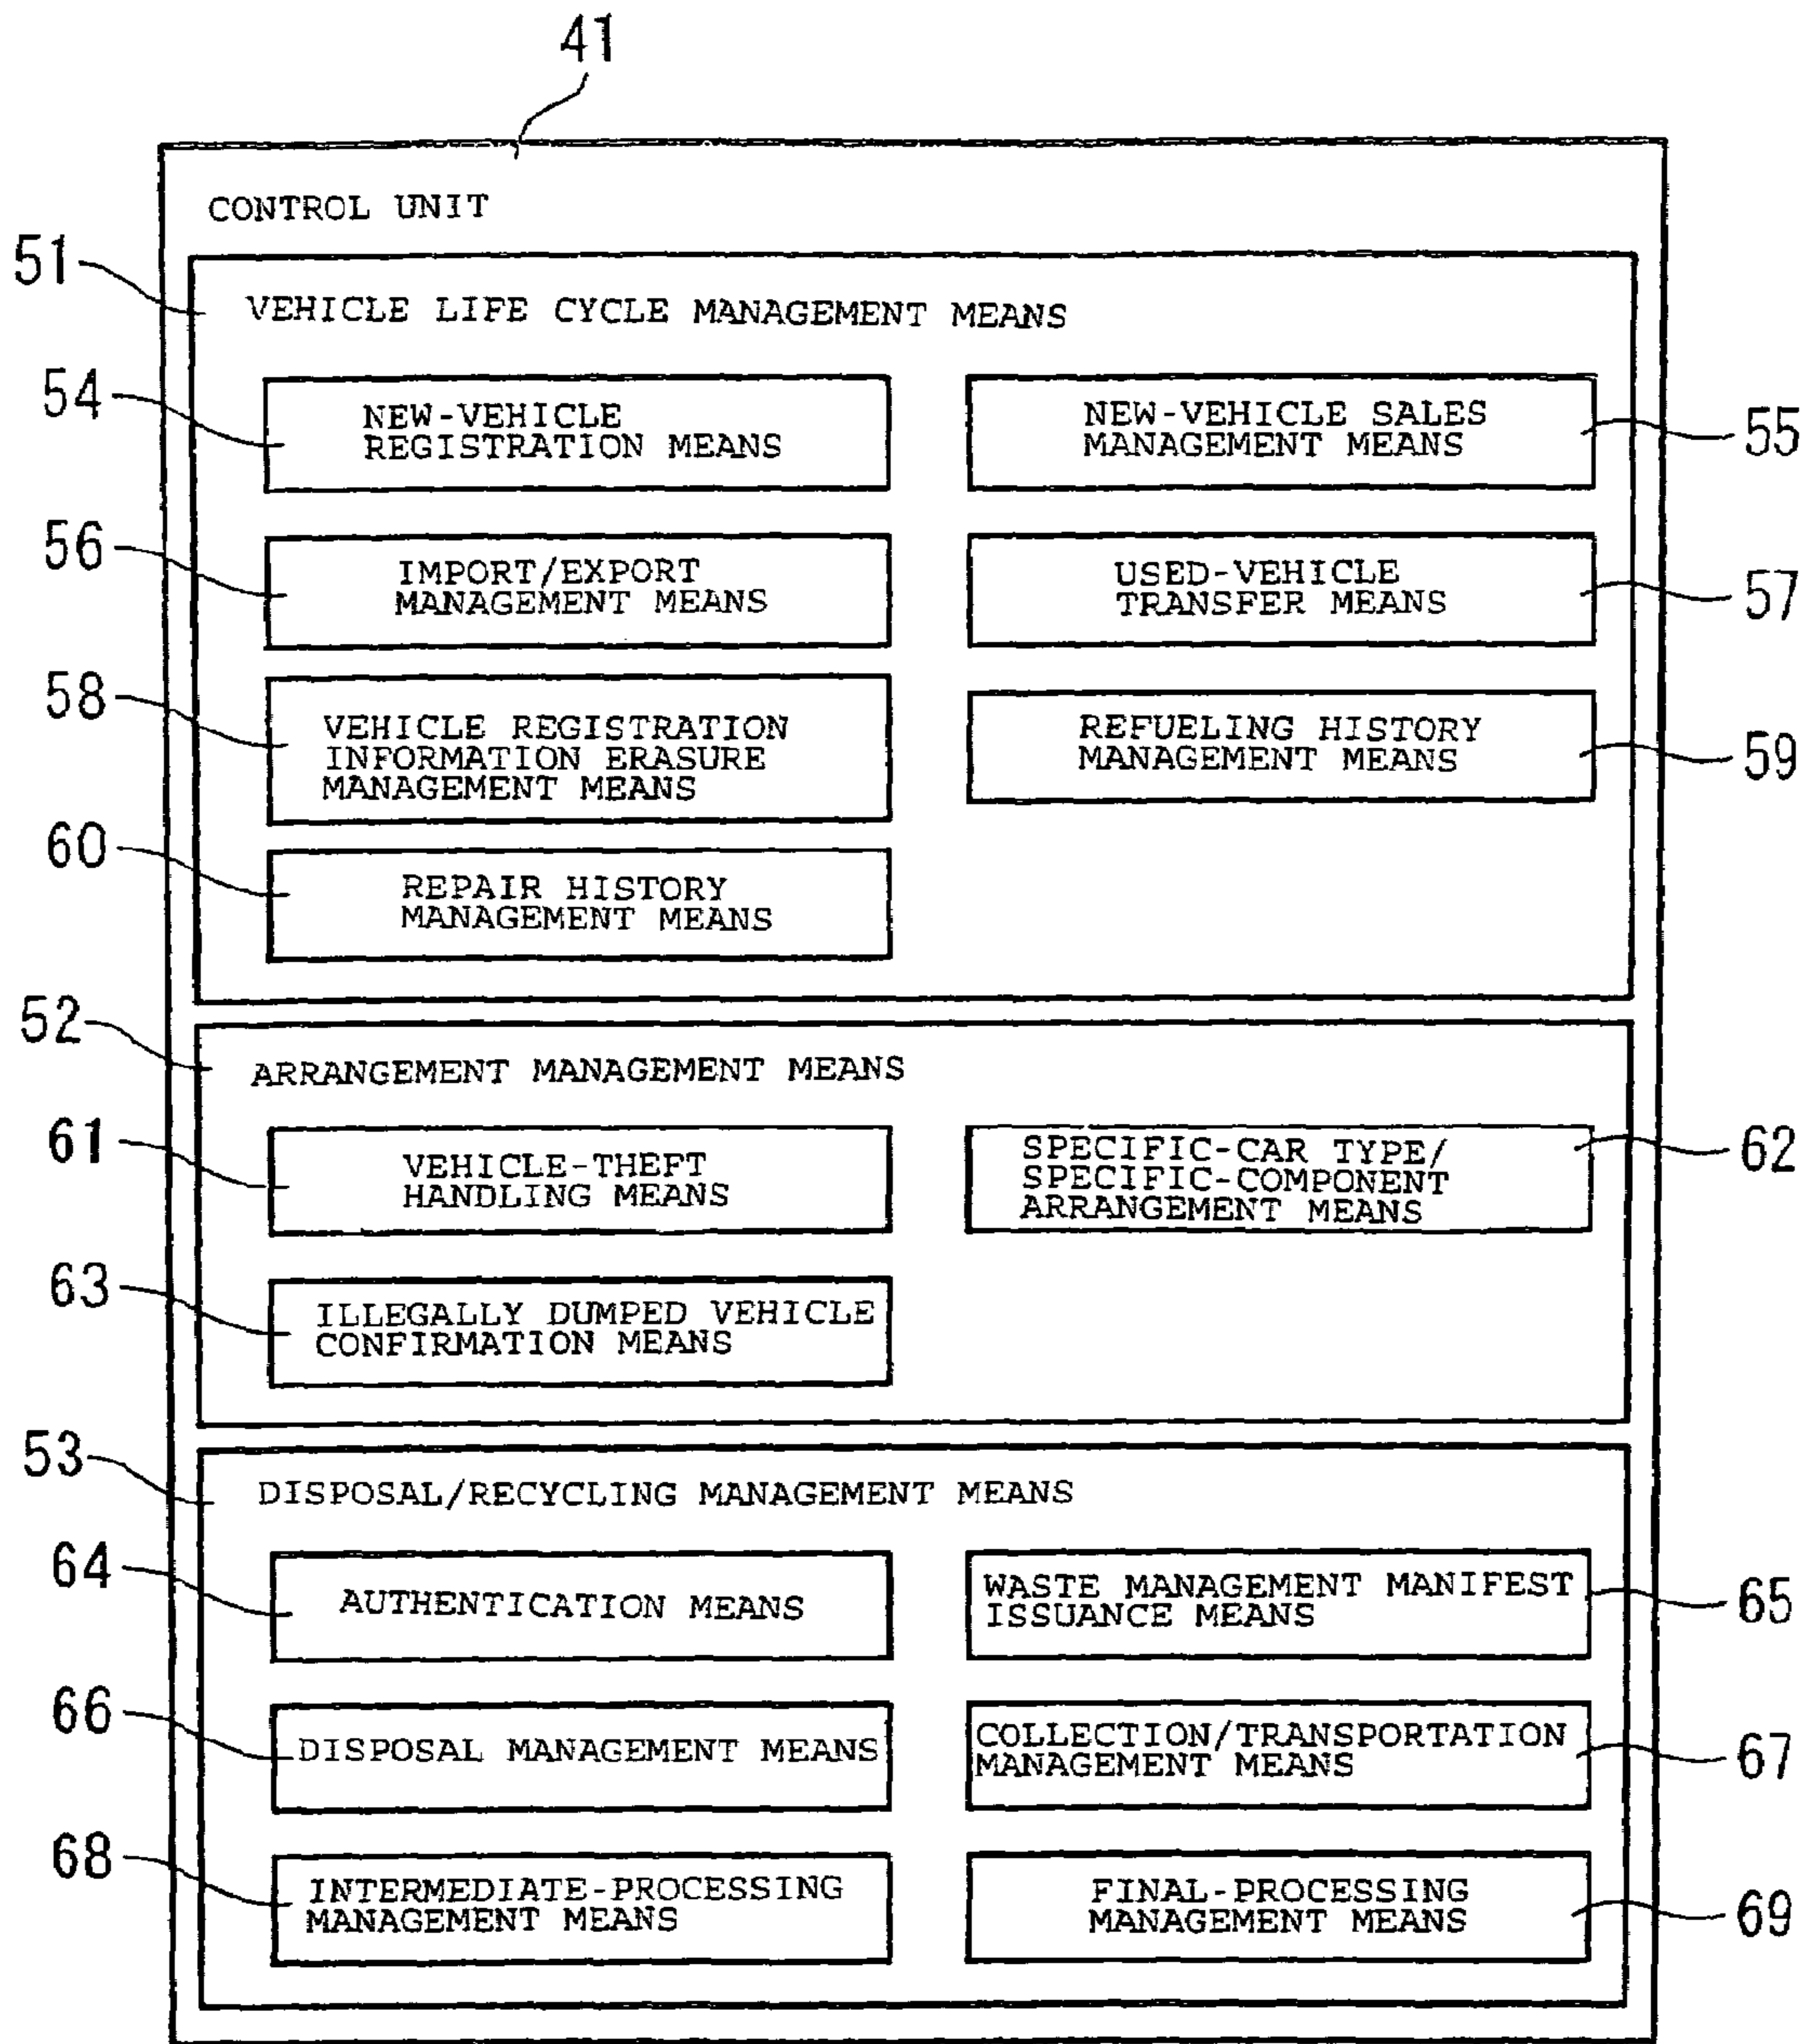 41
CONTROL UNIT
51
VEHICLE LIFE CYCLE MANAGEMENT MEANS
54
NEW-VEHICLE
REGISTRATION MEANS
NEW-VEHICLE SALES
MANAGEMENT MEANS
55
56
IMPORT/EXPORT
MANAGEMENT MEANS
USED-VEHICLE
TRANSFER MEANS
57
58
VEHICLE REGISTRATION
INFORMATION ERASURE
MANAGEMENT MEANS
REFUELING HISTORY
MANAGEMENT MEANS
59
60
REPAIR HISTORY
MANAGEMENT MEANS
52
ARRANGEMENT MANAGEMENT MEANS
61
VEHICLE-THEFT
HANDLING MEANS
SPECIFIC-CAR TYPE/
SPECIFIC-COMPONENT
ARRANGEMENT MEANS
62
63
ILLEGALLY DUMPED VEHICLE
CONFIRMATION MEANS
53
DISPOSAL/RECYCLING MANAGEMENT MEANS
64
AUTHENTICATION MEANS
WASTE MANAGEMENT MANIFEST
ISSUANCE MEANS
65
66
DISPOSAL MANAGEMENT MEANS
COLLECTION/TRANSPORTATION
MANAGEMENT MEANS
67
68
INTERMEDIATE-PROCESSING
MANAGEMENT MEANS
FINAL-PROCESSING
MANAGEMENT MEANS
69